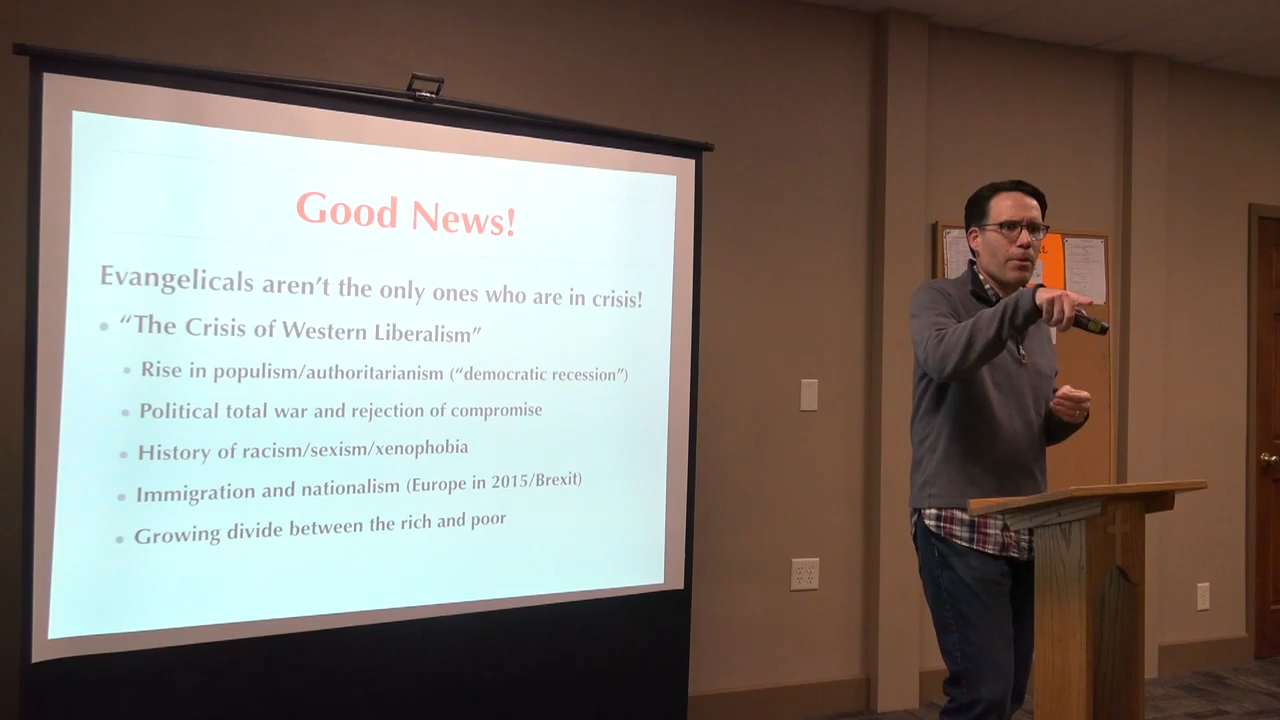 Good News!
Evangelicals aren't the only ones who are in crisis!
• "The Crisis of Western Liberalism"
• Rise in populism/authoritarianism ("democratic recession")
• Political total war and rejection of compromise
• History of racism/sexism/xenophobia
• Immigration and nationalism (Europe in 2015/Brexit)
• Growing divide between the rich and poor